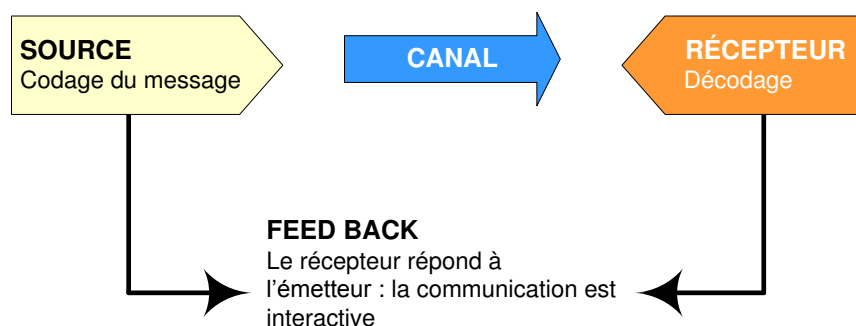 SOURCE
Codage du message
CANAL
RÉCEPTEUR
Décodage
FEED BACK
Le récepteur répond à
l'émetteur : la communication est
interactive